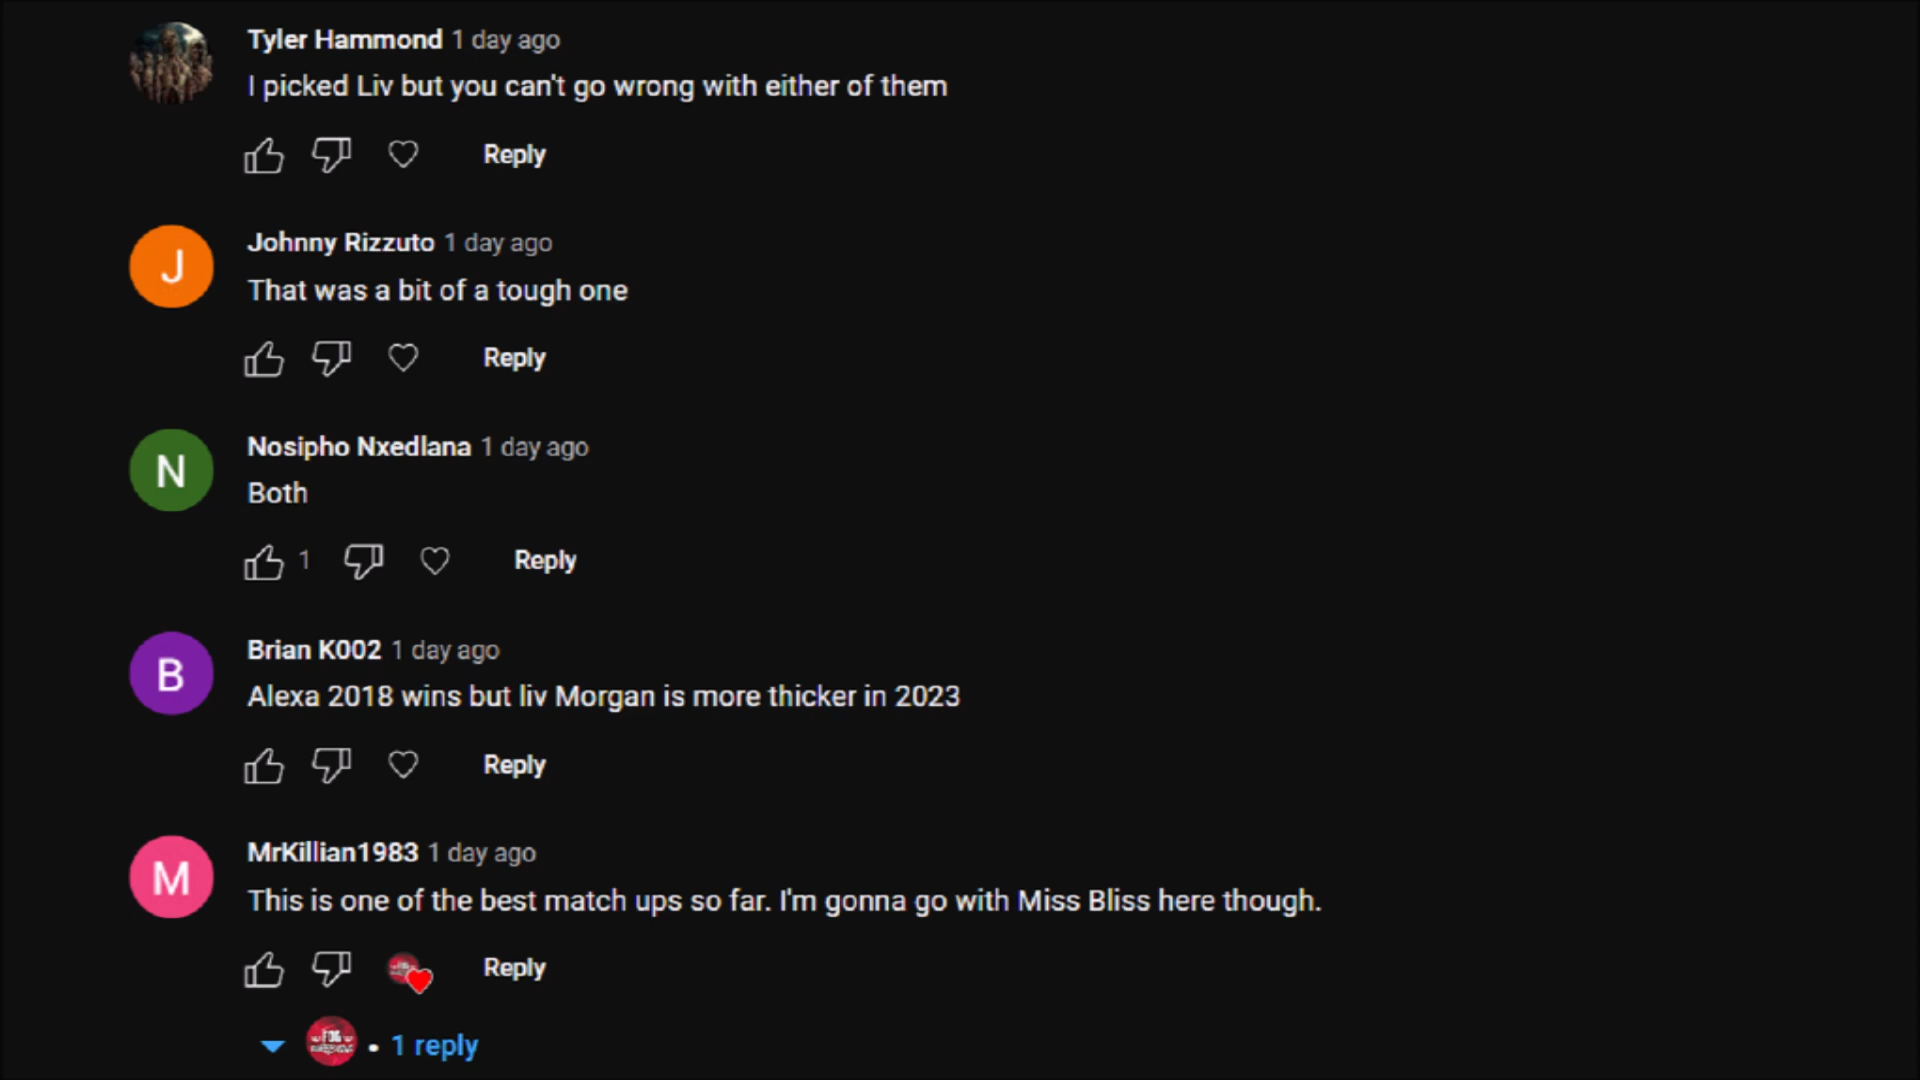 Tyler Hammond 1 day ago
I picked Liv but you can't go wrong with either of them
Reply
J
Johnny Rizzuto 1 day ago
That was a bit of a tough one
Reply
N
Nosipho Nxedlana 1 day ago
Both
1 Reply
B
Brian K002 1 day ago
Alexa 2018 wins but liv Morgan is more thicker in 2023
Reply
M
MrKillian1983 1 day ago
This is one of the best match ups so far. I'm gonna go with Miss Bliss here though.
Reply
• 1 reply